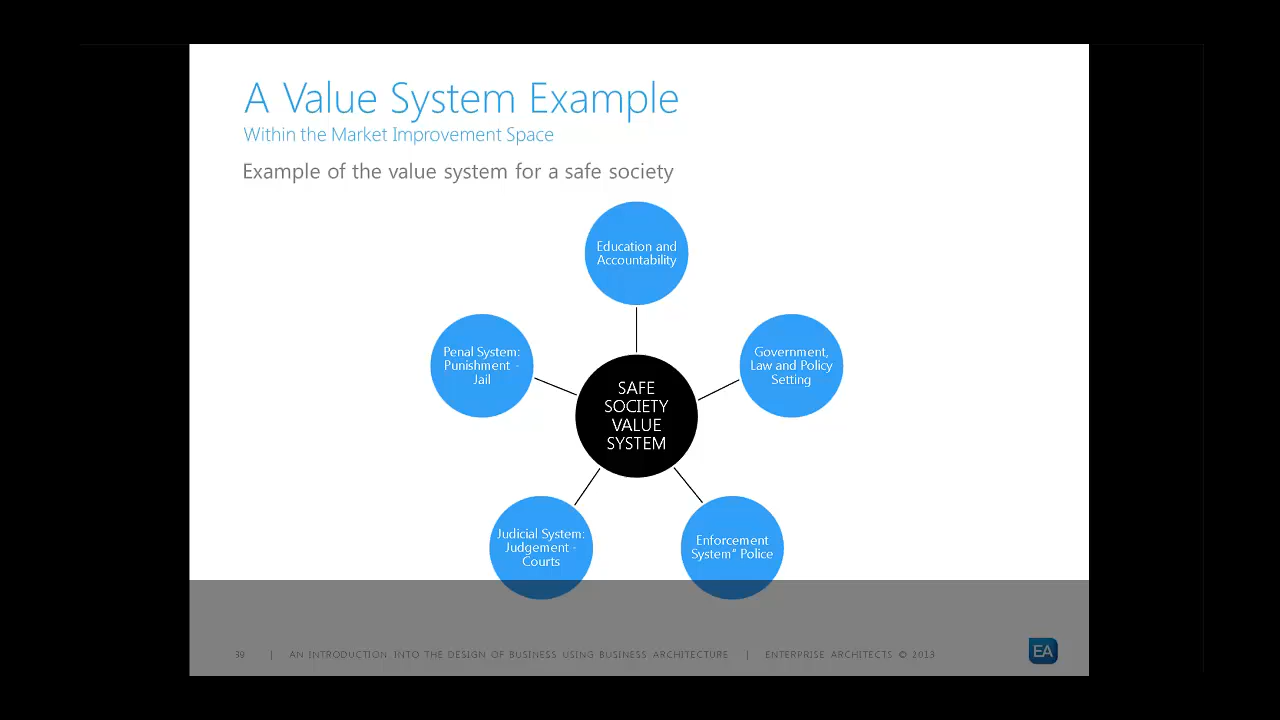 A Value System Example
Within the Market Improvement Space
Example of the value system for a safe society
Education and
Accountability
Penal System:
Punishment -
Jail
Government,
Law and Policy
Setting
SAFE
SOCIETY
VALUE
SYSTEM
Judicial System:
Judgement -
Courts
Enforcement
System" Police
39 | AN INTRODUCTION INTO THE DESIGN OF BUSINESS USING BUSINESS ARCHITECTURE | ENTERPRISE ARCHITECTS © 2013
EA